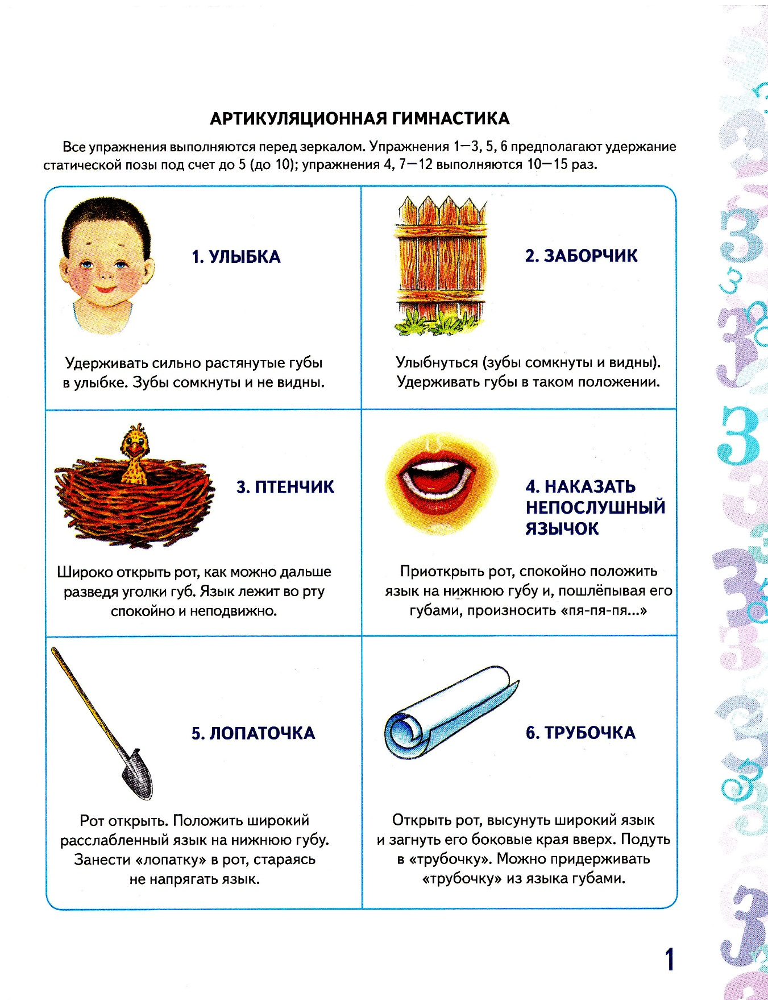 АРТИКУЛЯЦИОННАЯ ГИМНАСТИКА
Все упражнения выполняются перед зеркалом. Упражнения 1—3, 5, 6 предполагают удержание
статической позы под счет до 5 (до 10); упражнения 4, 7—12 выполняются 10—15 раз.
1. УЛЫБКА
Удерживать сильно растянутые губы
в улыбке. Зубы сомкнуты и не видны.
2. ЗАБОРЧИК
Улыбнуться (зубы сомкнуты и видны).
Удерживать губы в таком положении.
3. ПТЕНЧИК
Широко открыть рот, как можно дальше
разведя уголки губ. Язык лежит во рту
спокойно и неподвижно.
4. НАКАЗАТЬ
НЕПОСЛУШНЫЙ
ЯЗЫЧОК
Приоткрыть рот, спокойно положить
язык на нижнюю губу и, пошлёпывая его
губами, произносить «пя-пя-пя...»
5. ЛОПАТОЧКА
Рот открыть. Положить широкий
расслабленный язык на нижнюю губу.
Занести «лопатку» в рот, стараясь
не напрягать язык.
6. ТРУБОЧКА
Открыть рот, высунуть широкий язык
и загнуть его боковые края вверх. Подуть
в «трубочку». Можно придерживать
«трубочку» из языка губами.
1